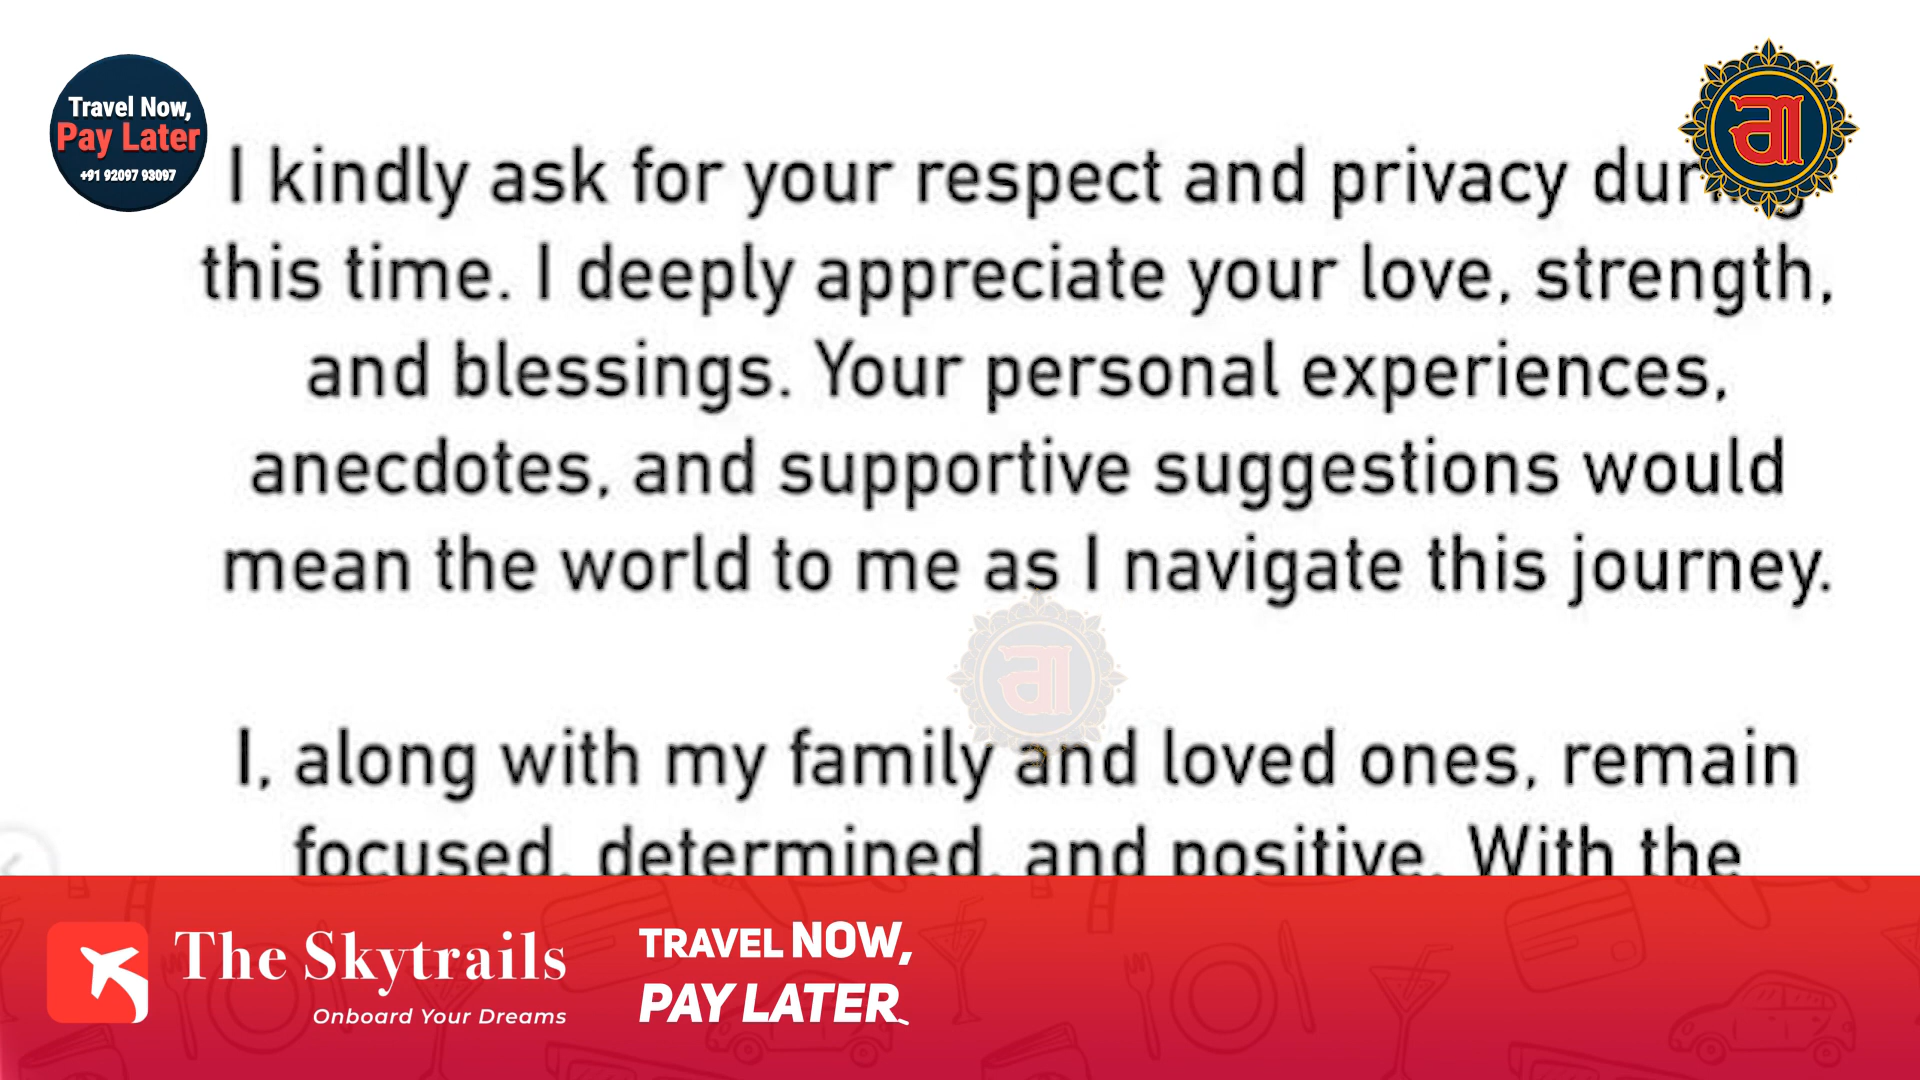 Travel Now,
Pay Later
+91 92097 93097
I kindly ask for your respect and privacy during
this time. I deeply appreciate your love, strength,
and blessings. Your personal experiences,
anecdotes, and supportive suggestions would
mean the world to me as I navigate this journey.
I, along with my family and loved ones, remain
focused, determined, and positive. With the
The Skytrails
Onboard Your Dreams
TRAVEL NOW,
PAY LATER